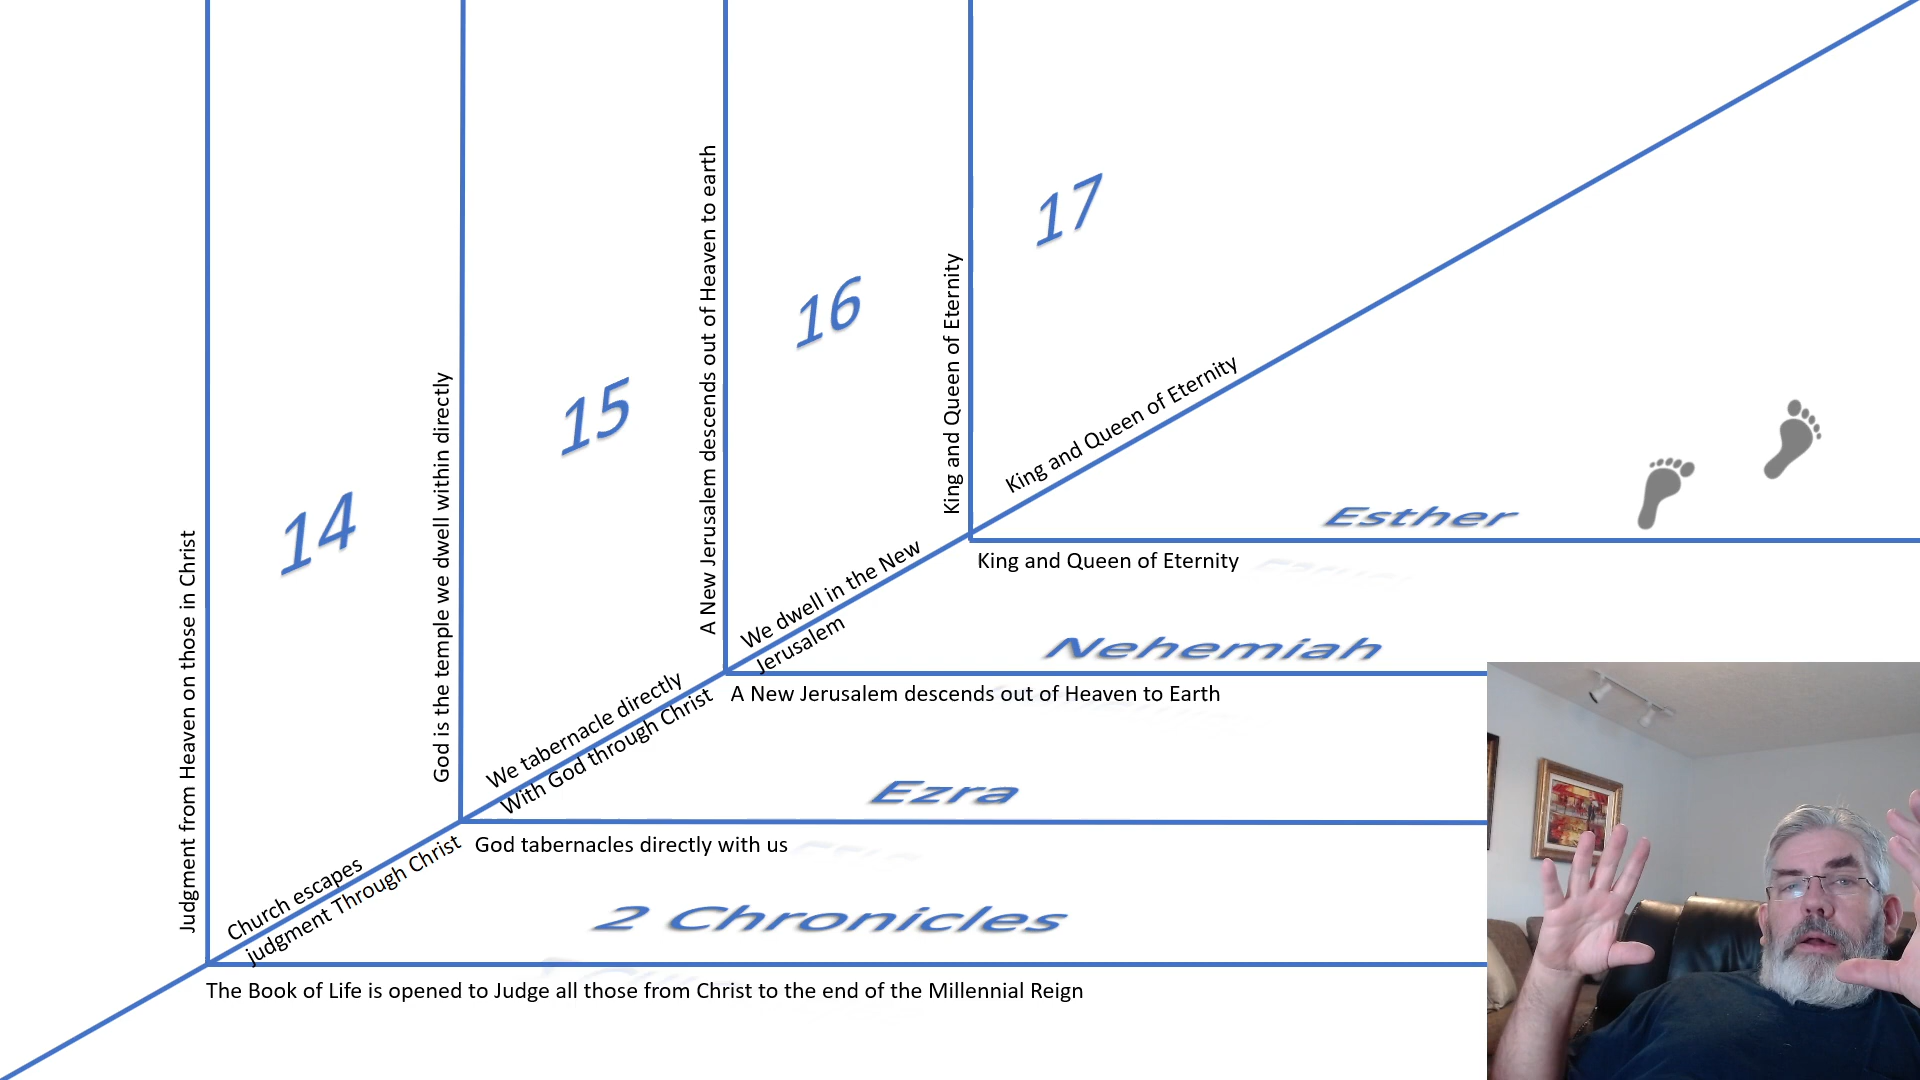 17
16
15
14
Judgment from Heaven on those in Christ
God is the temple we dwell within directly
A New Jerusalem descends out of Heaven to earth
King and Queen of Eternity
King and Queen of Eternity
Esther
King and Queen of Eternity
We dwell in the New
Jerusalem
Nehemiah
A New Jerusalem descends out of Heaven to Earth
We tabernacle directly
With God through Christ
Ezra
God tabernacles directly with us
Church escapes
judgment Through Christ
2 Chronicles
The Book of Life is opened to Judge all those from Christ to the end of the Millennial Reign